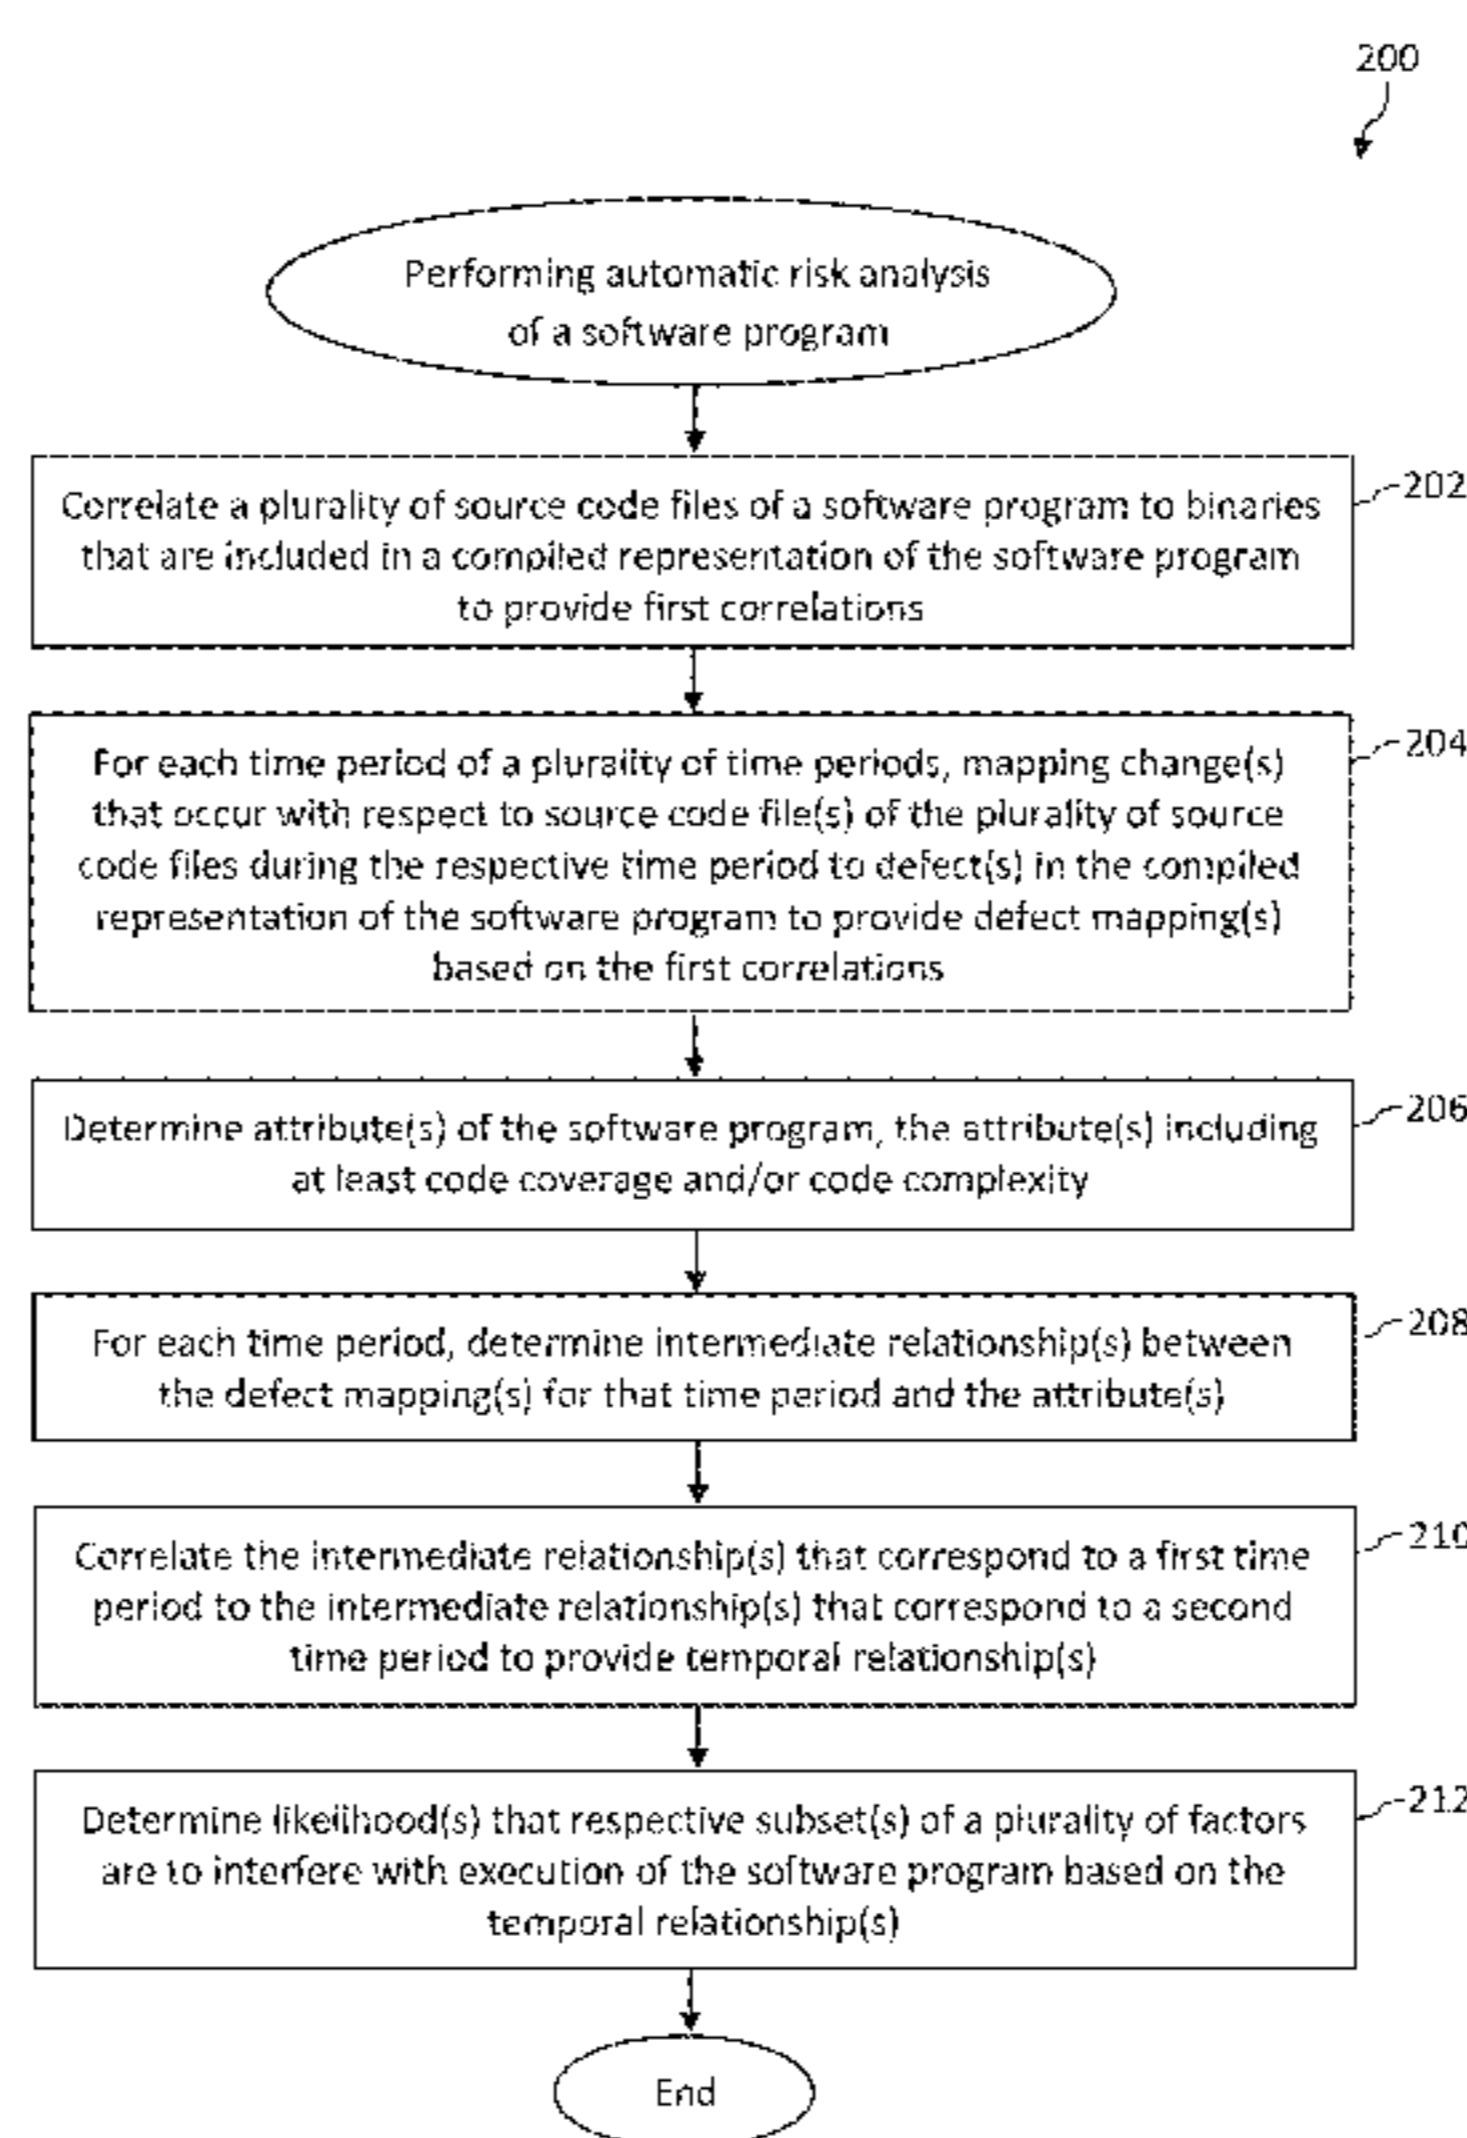 200
Performing automatic risk analysis
of a software program
202
Correlate a plurality of source code files of a software program to binaries
that are included in a compiled representation of the software program
to provide first correlations
204
For each time period of a plurality of time periods, mapping change(s)
that occur with respect to source code file(s) of the plurality of source
code files during the respective time period to defect(s) in the compiled
representation of the software program to provide defect mapping(s)
based on the first correlations
206
Determine attribute(s) of the software program, the attribute(s) including
at least code coverage and/or code complexity
208
For each time period, determine intermediate relationship(s) between
the defect mapping(s) for that time period and the attribute(s)
210
Correlate the intermediate relationship(s) that correspond to a first time
period to the intermediate relationship(s) that correspond to a second
time period to provide temporal relationship(s)
212
Determine likelihood(s) that respective subset(s) of a plurality of factors
are to interfere with execution of the software program based on the
temporal relationship(s)
End